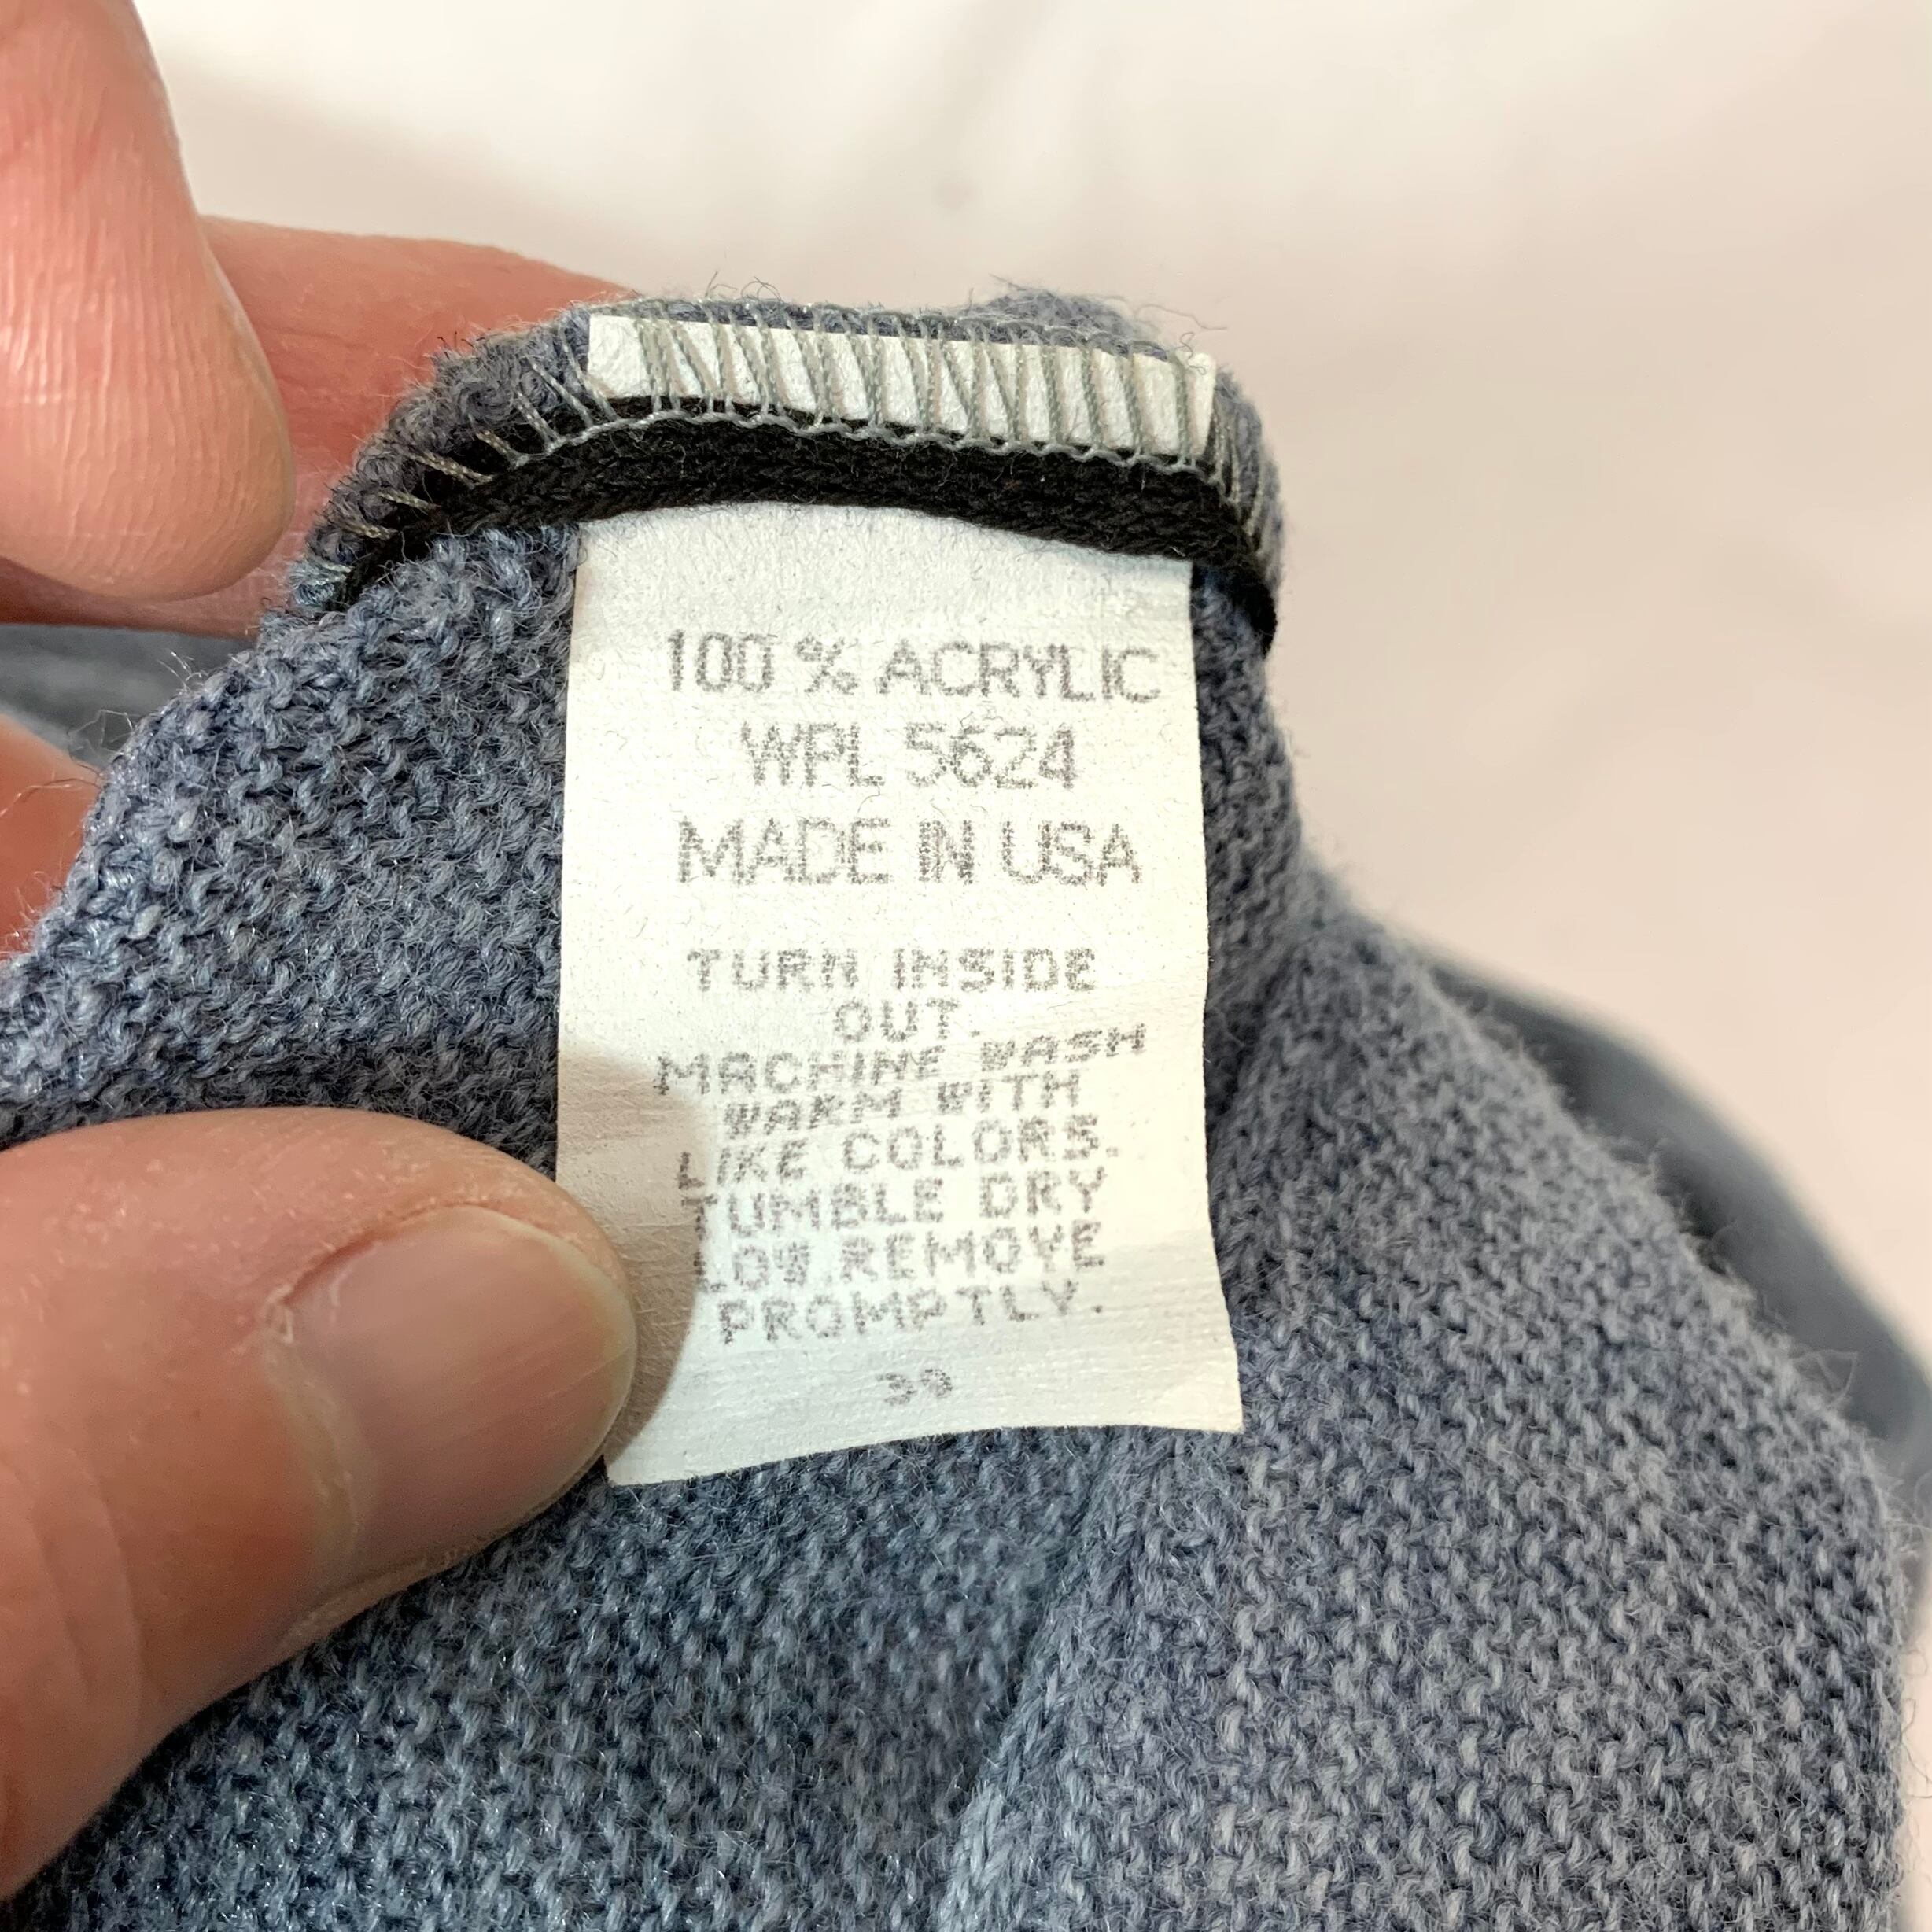 100 % ACRYLIC
WPL 5624
MADE IN USA
TURN INSIDE
OUT.
MACHINE WASH
WARM WITH
LIKE COLORS.
TUMBLE DRY
LOW.REMOVE
PROMPTLY.